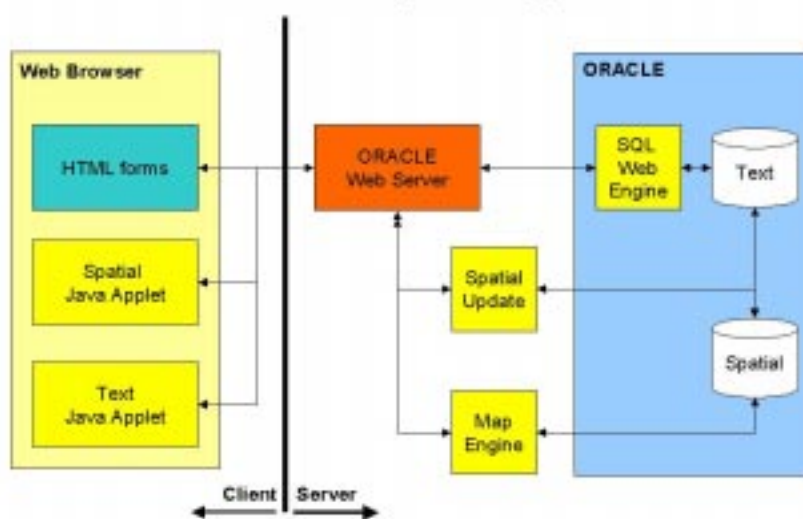 Web Browser
HTML forms
Spatial
Java Applet
Text
Java Applet
ORACLE
Web Server
Spatial
Update
Map
Engine
ORACLE
SQL
Web
Engine
Text
Spatial
Client
Server